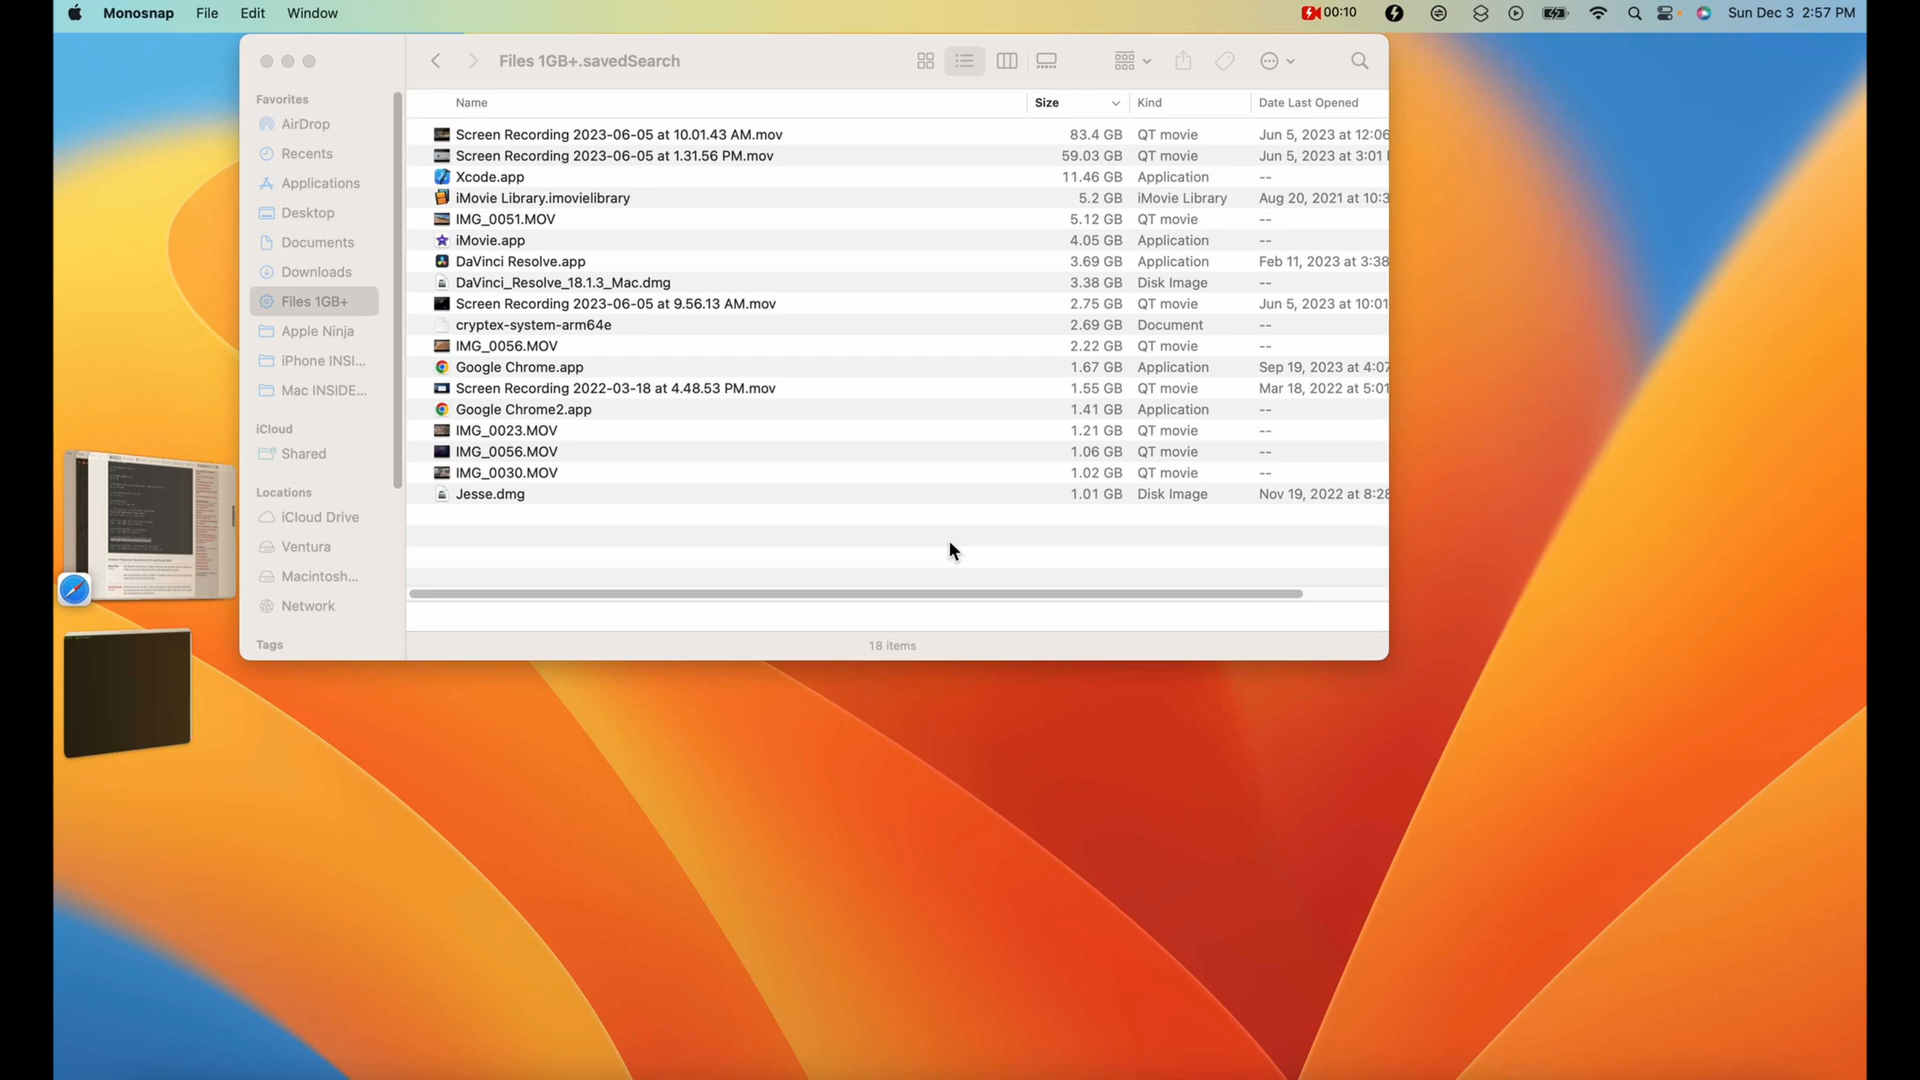 Monosnap File Edit Window 00:10 Sun Dec 3 2:57 PM
Files 1GB+.savedSearch
Favorites
AirDrop
Recents
Applications
Desktop
Documents
Downloads
Files 1GB+
Apple Ninja
iPhone INSI...
Mac INSIDE...
iCloud
Shared
Locations
iCloud Drive
Ventura
Macintosh...
Network
Tags
Name Size Kind Date Last Opened
Screen Recording 2023-06-05 at 10.01.43 AM.mov 83.4 GB QT movie Jun 5, 2023 at 12:06
Screen Recording 2023-06-05 at 1.31.56 PM.mov 59.03 GB QT movie Jun 5, 2023 at 3:01
Xcode.app 11.46 GB Application --
iMovie Library.imovielibrary 5.2 GB iMovie Library Aug 20, 2021 at 10:3
IMG_0051.MOV 5.12 GB QT movie --
iMovie.app 4.05 GB Application --
DaVinci Resolve.app 3.69 GB Application Feb 11, 2023 at 3:38
DaVinci_Resolve_18.1.3_Mac.dmg 3.38 GB Disk Image --
Screen Recording 2023-06-05 at 9.56.13 AM.mov 2.75 GB QT movie Jun 5, 2023 at 10:01
cryptex-system-arm64e 2.69 GB Document --
IMG_0056.MOV 2.22 GB QT movie --
Google Chrome.app 1.67 GB Application Sep 19, 2023 at 4:07
Screen Recording 2022-03-18 at 4.48.53 PM.mov 1.55 GB QT movie Mar 18, 2022 at 5:01
Google Chrome2.app 1.41 GB Application --
IMG_0023.MOV 1.21 GB QT movie --
IMG_0056.MOV 1.06 GB QT movie --
IMG_0030.MOV 1.02 GB QT movie --
Jesse.dmg 1.01 GB Disk Image Nov 19, 2022 at 8:28
18 items